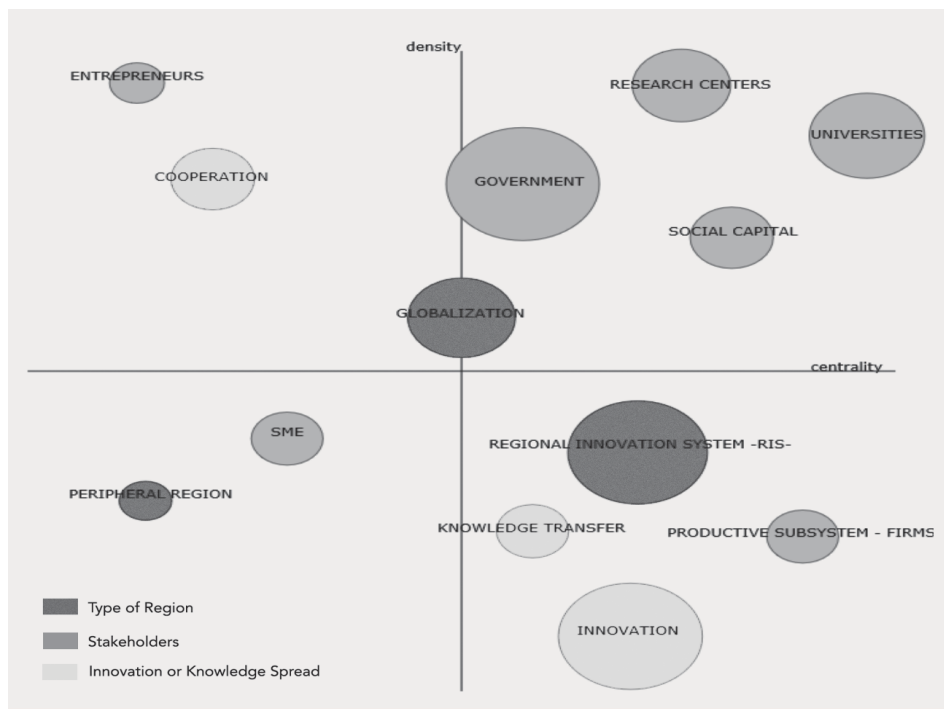 density
ENTREPRENEURS
RESEARCH CENTERS
UNIVERSITIES
COOPERATION
GOVERNMENT
SOCIAL CAPITAL
GLOBALIZATION
centrality
SME
REGIONAL INNOVATION SYSTEM -RIS-
PERIPHERAL REGION
KNOWLEDGE TRANSFER
PRODUCTIVE SUBSYSTEM - FIRMS
INNOVATION
Type of Region
Stakeholders
Innovation or Knowledge Spread